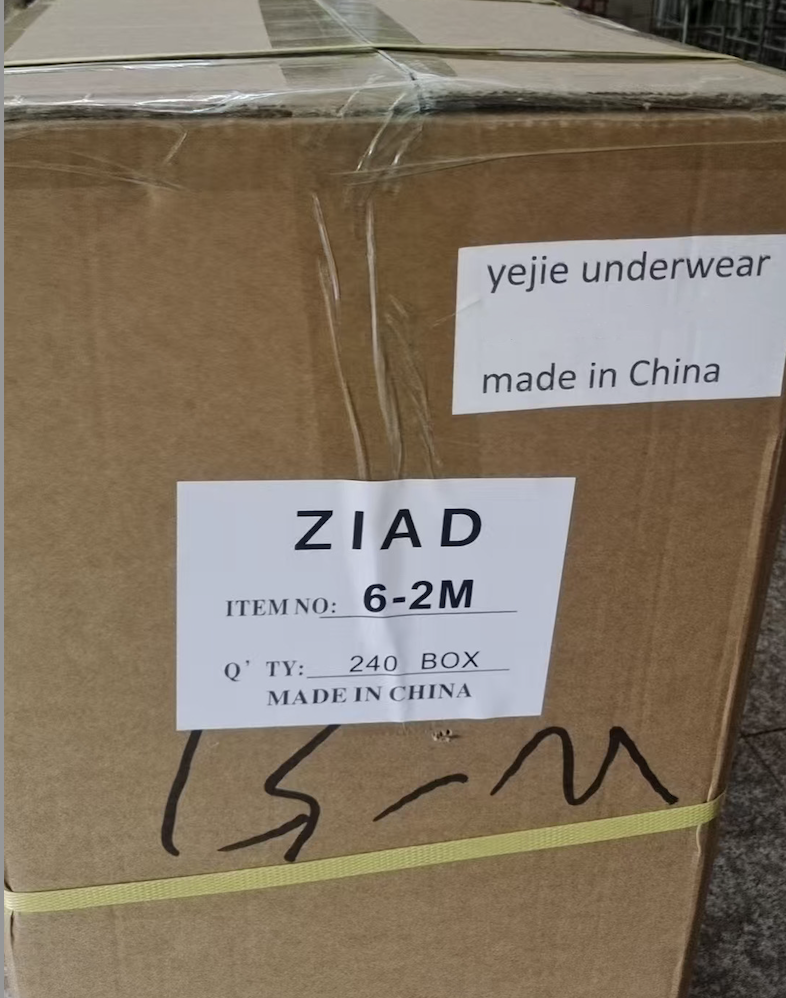 yejie underwear
made in China
ZIAD
ITEM NO: 6-2M
Q' TY: 240 BOX
MADE IN CHINA